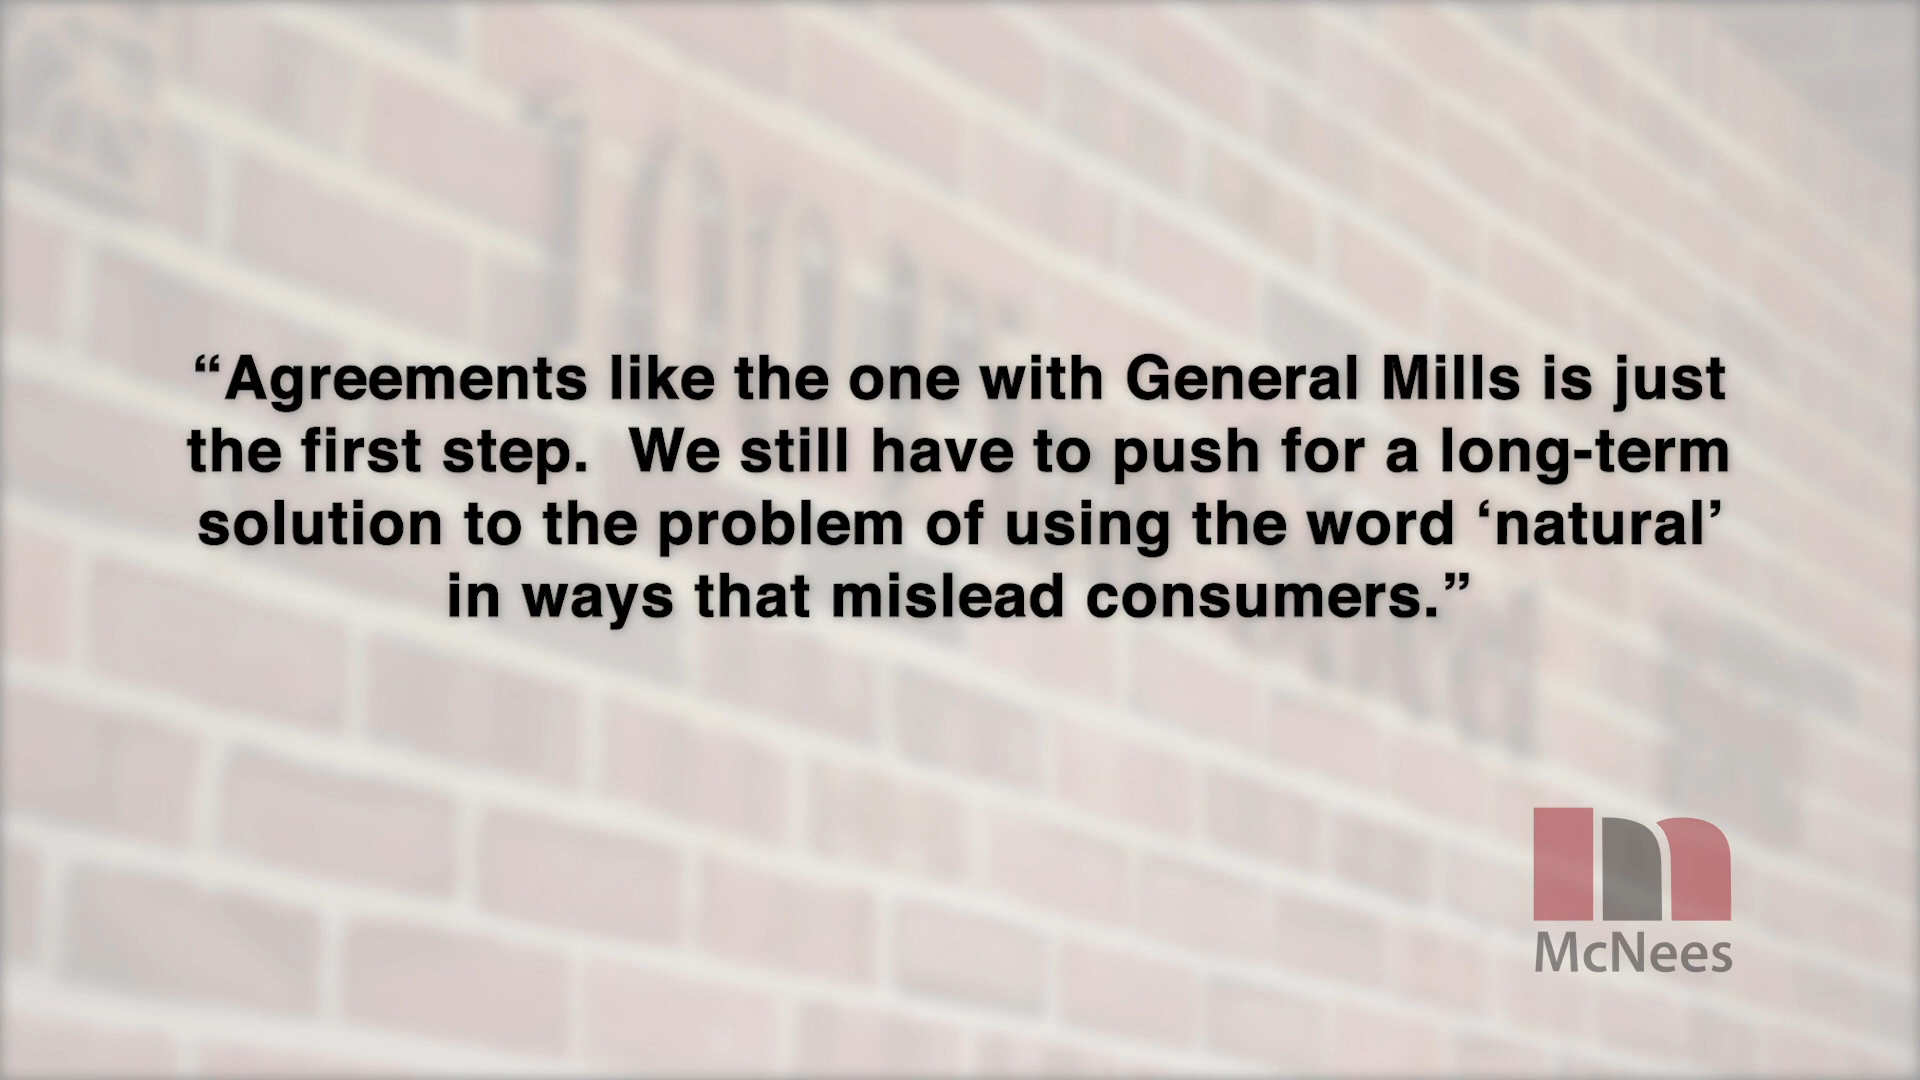 “Agreements like the one with General Mills is just
the first step.  We still have to push for a long-term
solution to the problem of using the word ‘natural’
in ways that mislead consumers.”
McNees